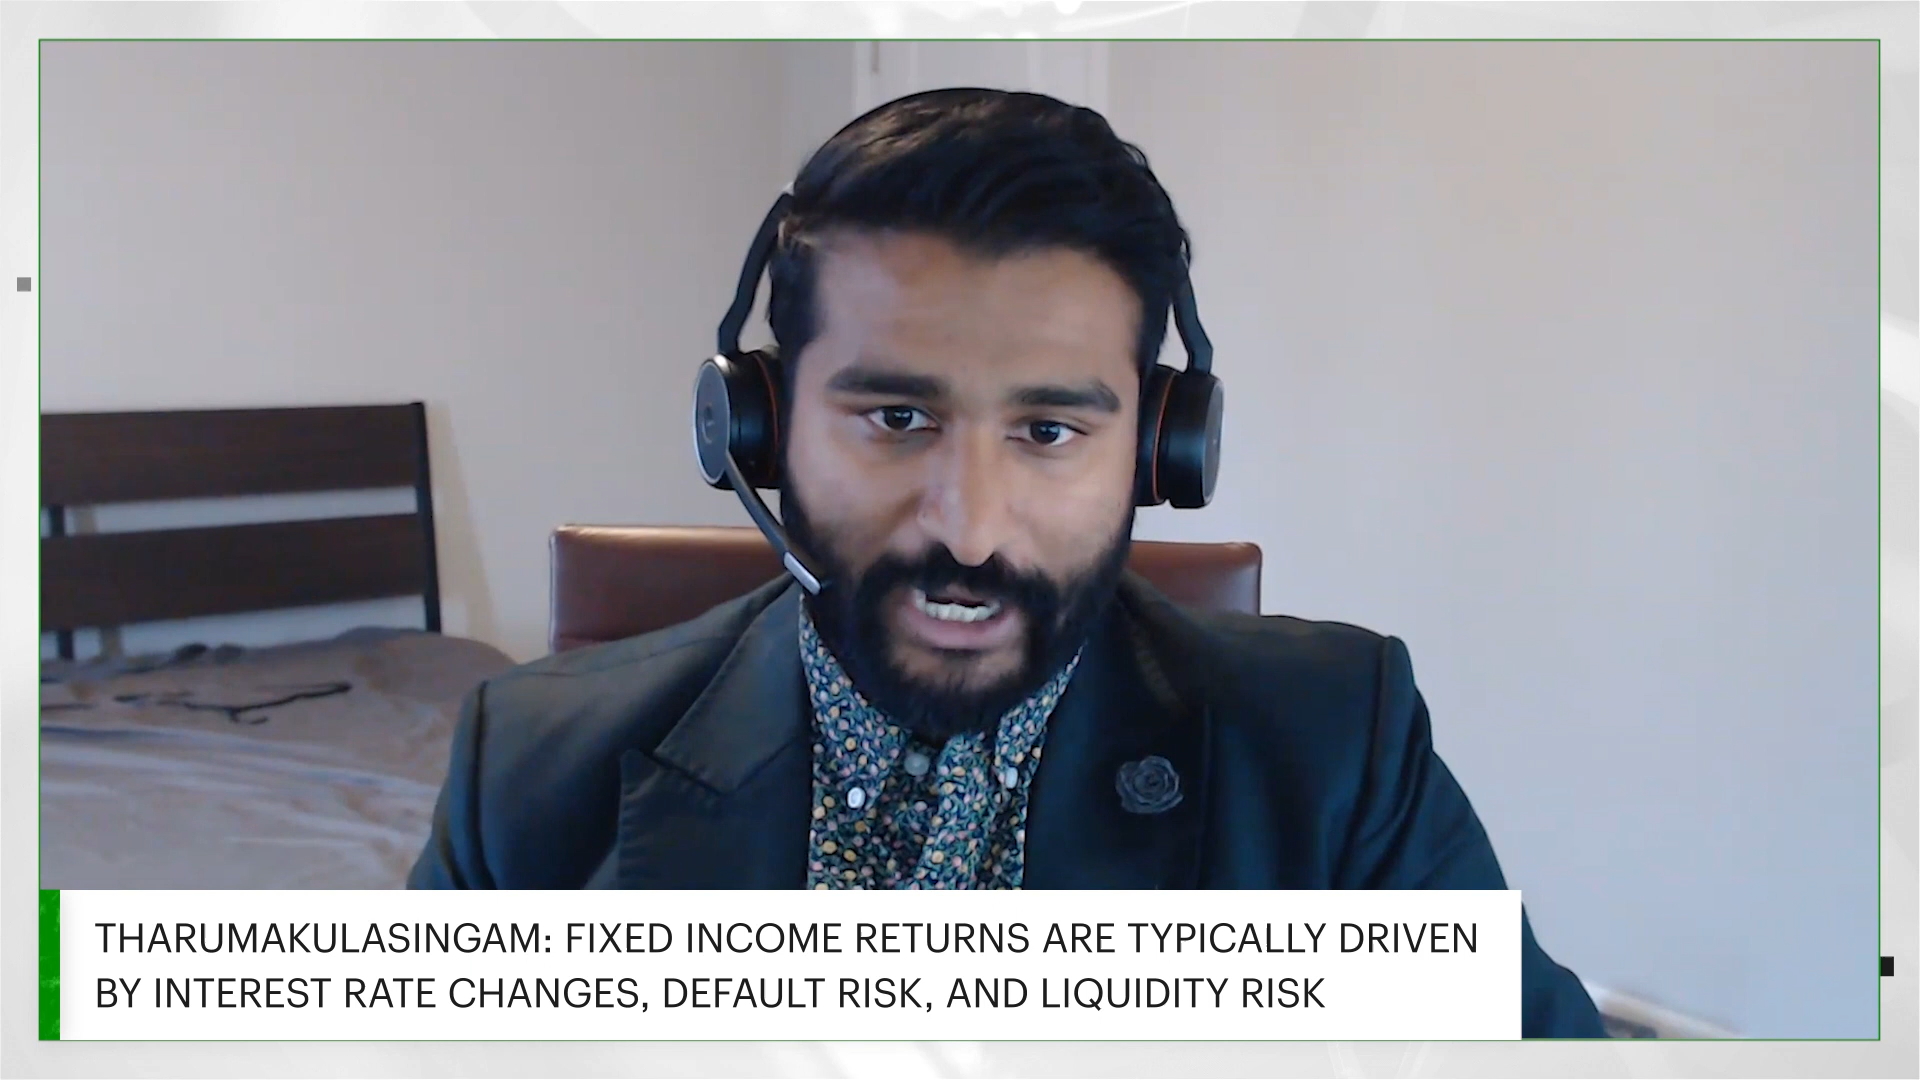 THARUMAKULASINGAM: FIXED INCOME RETURNS ARE TYPICALLY DRIVEN
BY INTEREST RATE CHANGES, DEFAULT RISK, AND LIQUIDITY RISK